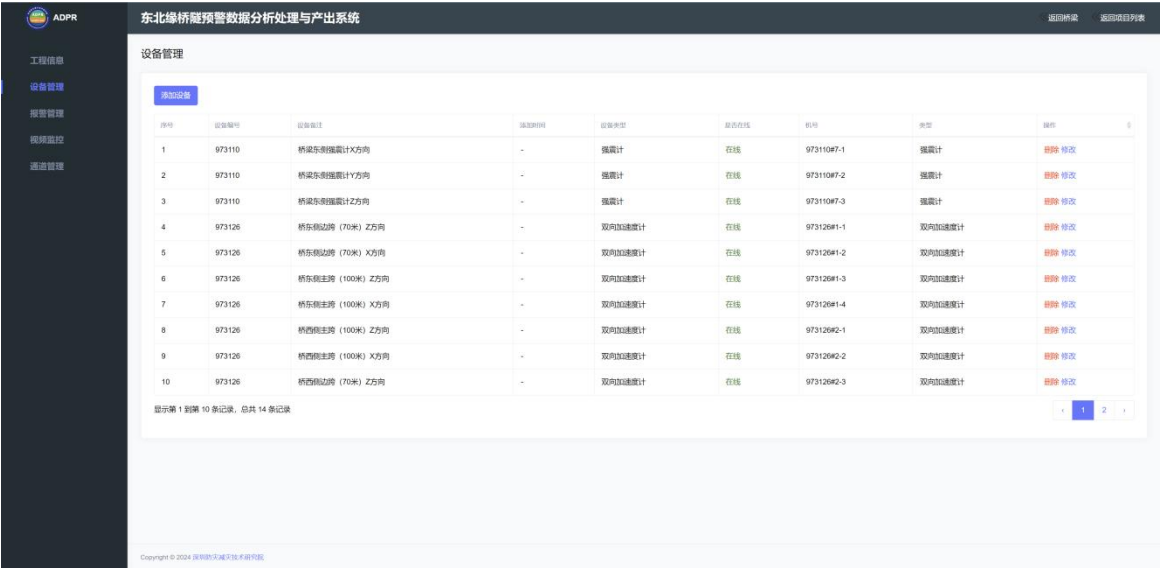 ADPR
东北缘桥隧预警数据分析处理与产出系统
返回桥梁 返回项目列表
工程信息
设备管理
报警管理
视频监控
通道管理
设备管理
添加设备
序号 设备编号 设备备注 添加时间 设备类型 是否在线 机号 类型 操作
1 973110 桥梁东侧强震计X方向 - 强震计 在线 973110#7-1 强震计 删除 修改
2 973110 桥梁东侧强震计Y方向 - 强震计 在线 973110#7-2 强震计 删除 修改
3 973110 桥梁东侧强震计Z方向 - 强震计 在线 973110#7-3 强震计 删除 修改
4 973126 桥东侧边跨（70米）Z方向 - 双向加速度计 在线 973126#1-1 双向加速度计 删除 修改
5 973126 桥东侧边跨（70米）X方向 - 双向加速度计 在线 973126#1-2 双向加速度计 删除 修改
6 973126 桥东侧主跨（100米）Z方向 - 双向加速度计 在线 973126#1-3 双向加速度计 删除 修改
7 973126 桥东侧主跨（100米）X方向 - 双向加速度计 在线 973126#1-4 双向加速度计 删除 修改
8 973126 桥西侧主跨（100米）Z方向 - 双向加速度计 在线 973126#2-1 双向加速度计 删除 修改
9 973126 桥西侧主跨（100米）X方向 - 双向加速度计 在线 973126#2-2 双向加速度计 删除 修改
10 973126 桥西侧边跨（70米）Z方向 - 双向加速度计 在线 973126#2-3 双向加速度计 删除 修改
显示第 1 到第 10 条记录，总共 14 条记录
‹ 1 2 ›
Copyright © 2024 深圳防灾减灾技术研究院